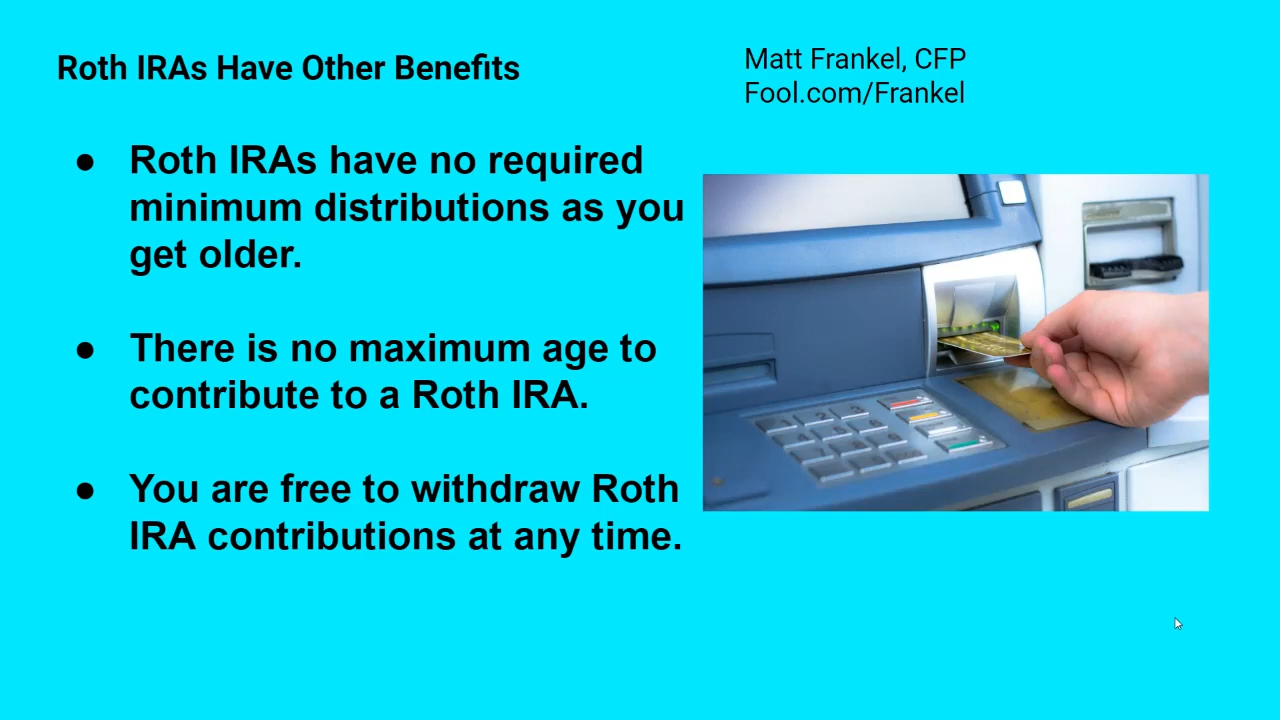 Roth IRAs Have Other Benefits
Matt Frankel, CFP
Fool.com/Frankel
● Roth IRAs have no required
minimum distributions as you
get older.
● There is no maximum age to
contribute to a Roth IRA.
● You are free to withdraw Roth
IRA contributions at any time.